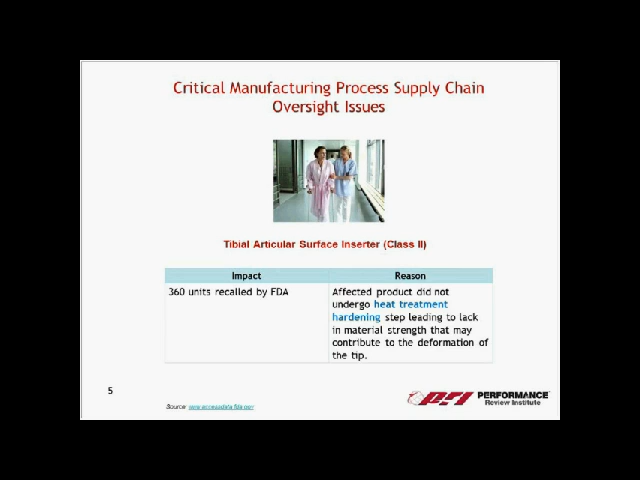 Critical Manufacturing Process Supply Chain
Oversight Issues
Tibial Articular Surface Inserter (Class II)
Impact
Reason
360 units recalled by FDA
Affected product did not
undergo heat treatment
hardening step leading to lack
in material strength that may
contribute to the deformation of
the tip.
5
Source: www.accessdata.fda.gov
PRI PERFORMANCE
Review Institute